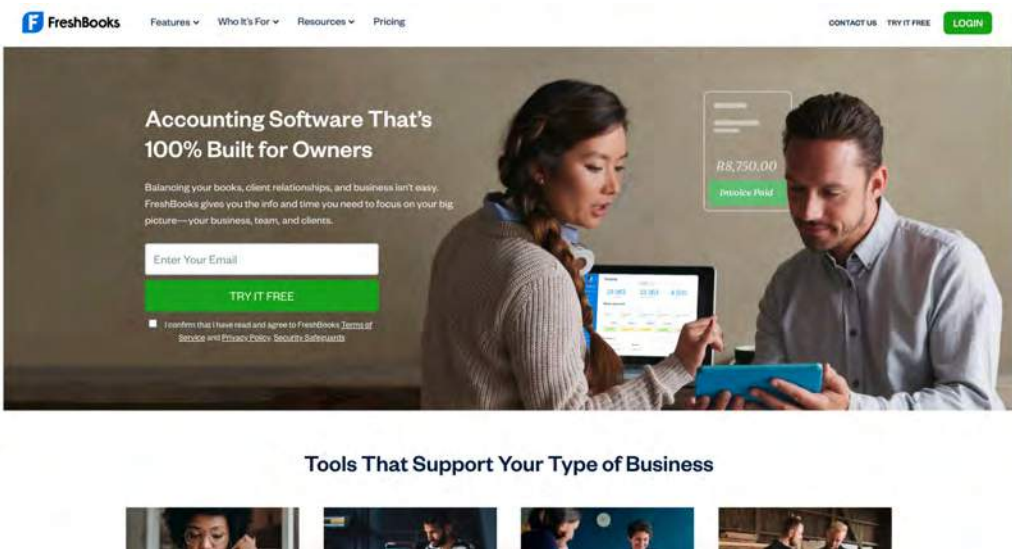 FreshBooks
Features
Who It's For
Resources
Pricing
CONTACT US
TRY IT FREE
LOGIN
Accounting Software That's
100% Built for Owners
Balancing your books, client relationships, and business isn't easy.
FreshBooks gives you the info and time you need to focus on your big
picture—your business, team, and clients.
Enter Your Email
TRY IT FREE
I confirm that I have read and agree to FreshBooks Terms of
Service and Privacy Policy, Security Safeguards
R8,750.00
Invoice Paid
Tools That Support Your Type of Business